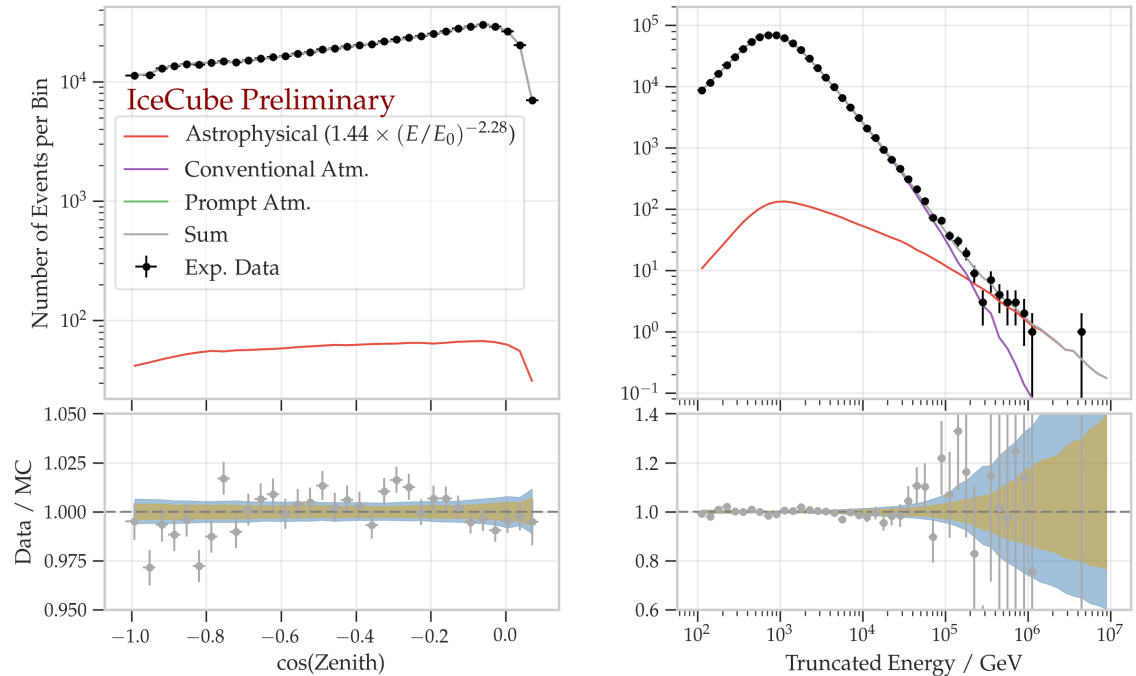 Number of Events per Bin
10^4
10^3
10^2
IceCube Preliminary
Astrophysical (1.44 × (E/E_0)^{−2.28})
Conventional Atm.
Prompt Atm.
Sum
Exp. Data
10^5
10^4
10^3
10^2
10^1
10^0
10^{−1}
Data / MC
1.050
1.025
1.000
0.975
0.950
−1.0 −0.8 −0.6 −0.4 −0.2 0.0
cos(Zenith)
1.4
1.2
1.0
0.8
0.6
10^2 10^3 10^4 10^5 10^6 10^7
Truncated Energy / GeV